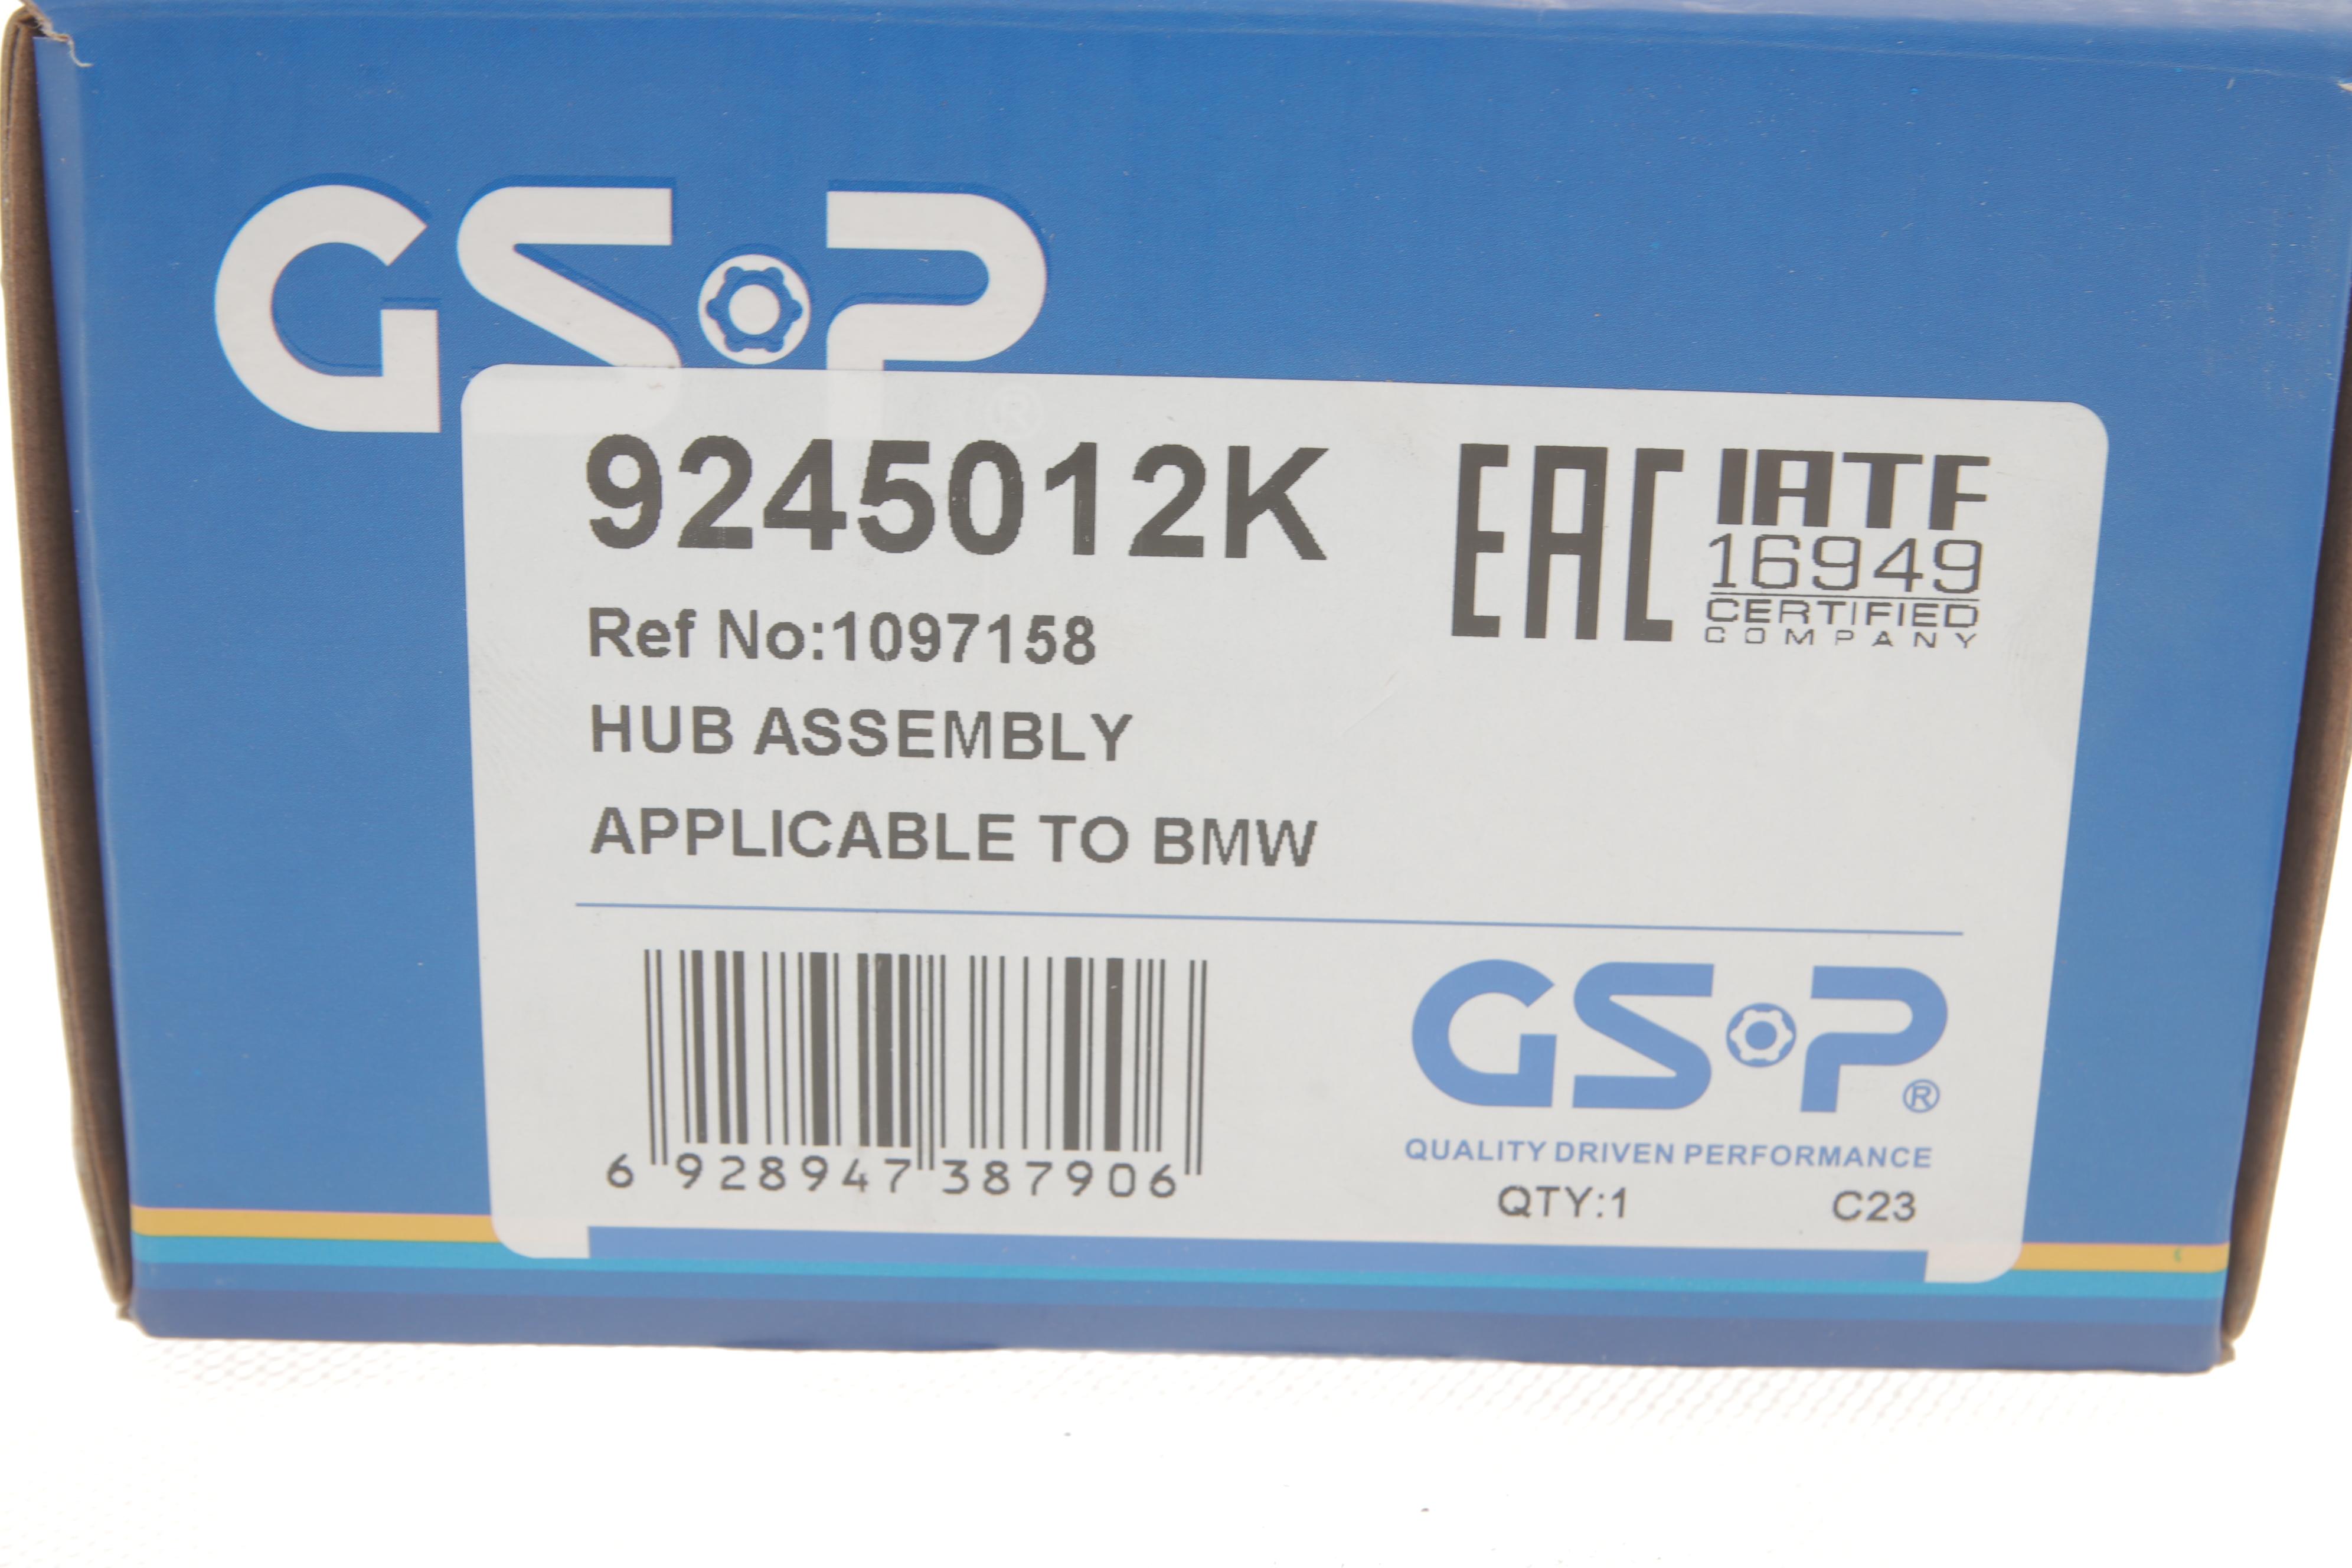 GSP
®
9245012K
EAC
IATF
16949
CERTIFIED
COMPANY
Ref No:1097158
HUB ASSEMBLY
APPLICABLE TO BMW
6 928947 387906
GSP®
QUALITY DRIVEN PERFORMANCE
QTY:1 C23